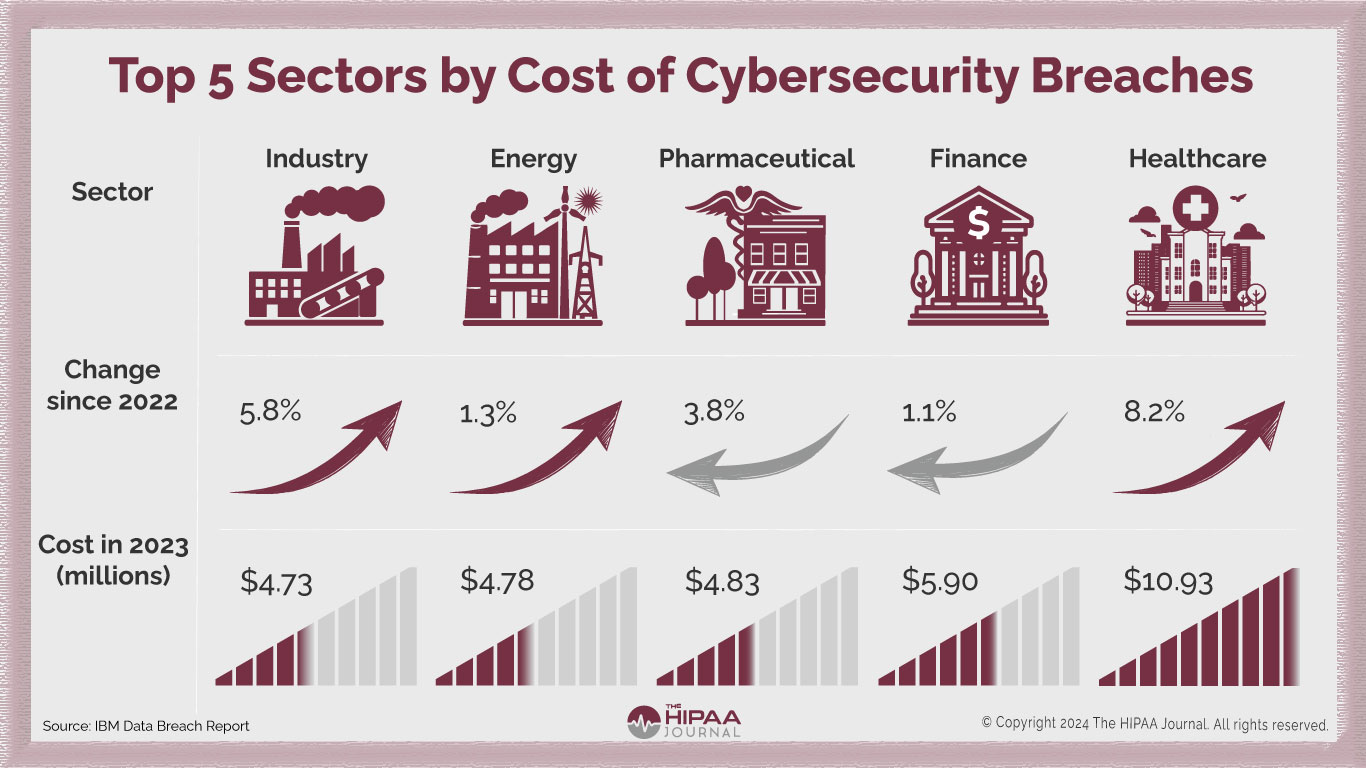 Top 5 Sectors by Cost of Cybersecurity Breaches
Sector
Industry
Energy
Pharmaceutical
Finance
Healthcare
$
Change
since 2022
5.8%
1.3%
3.8%
1.1%
8.2%
Cost in 2023
(millions)
$4.73
$4.78
$4.83
$5.90
$10.93
Source: IBM Data Breach Report
THE
HIPAA
JOURNAL
© Copyright 2024 The HIPAA Journal. All rights reserved.